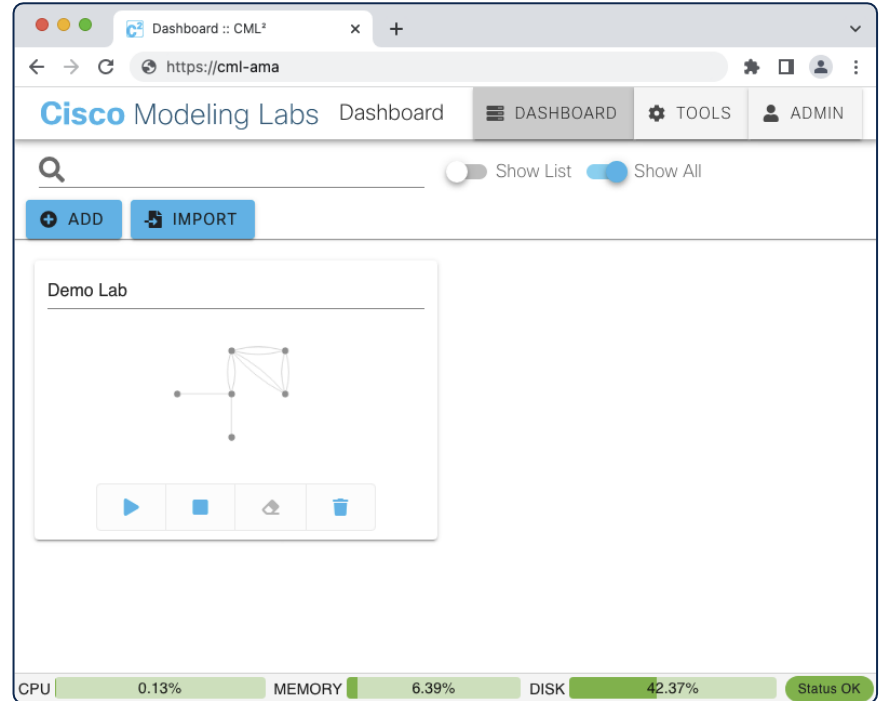 Dashboard :: CML²
https://cml-ama
Cisco Modeling Labs Dashboard DASHBOARD TOOLS ADMIN
Show List Show All
ADD IMPORT
Demo Lab
CPU 0.13% MEMORY 6.39% DISK 42.37% Status OK